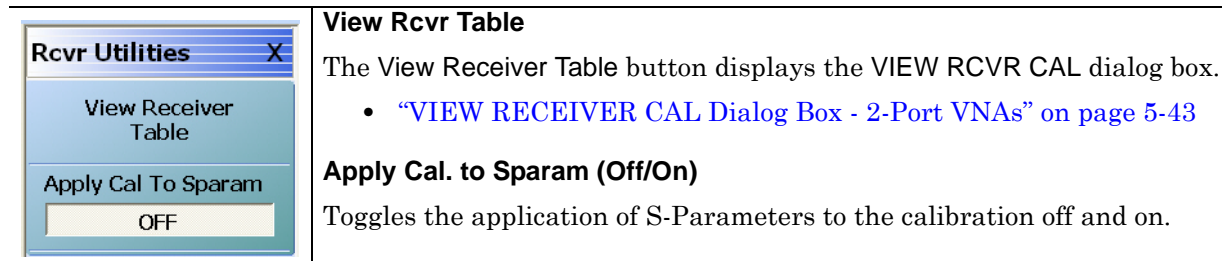 Rcvr Utilities X
View Receiver
Table
Apply Cal To Sparam
OFF
View Rcvr Table
The View Receiver Table button displays the VIEW RCVR CAL dialog box.
• “VIEW RECEIVER CAL Dialog Box - 2-Port VNAs” on page 5-43
Apply Cal. to Sparam (Off/On)
Toggles the application of S-Parameters to the calibration off and on.